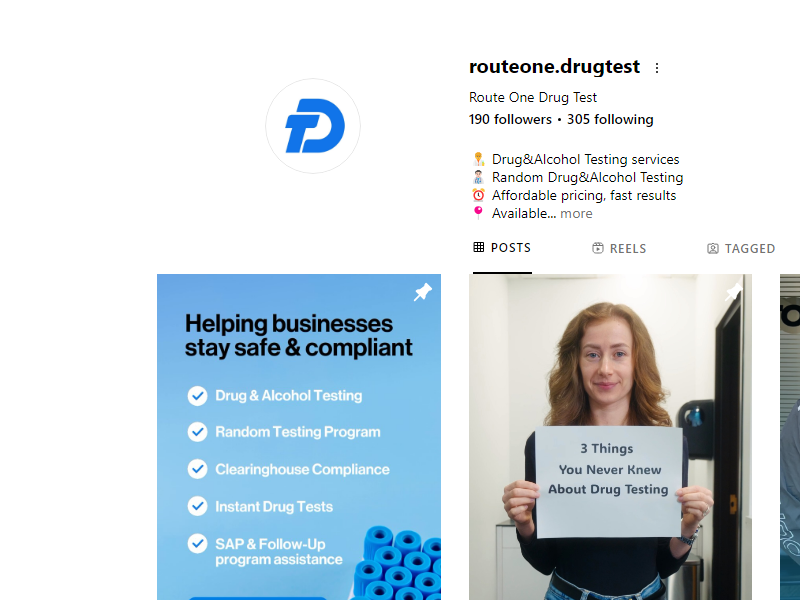 routeone.drugtest
Route One Drug Test
190 followers • 305 following
Drug&Alcohol Testing services
Random Drug&Alcohol Testing
Affordable pricing, fast results
Available... more
POSTS
REELS
TAGGED
Helping businesses
stay safe & compliant
Drug & Alcohol Testing
Random Testing Program
Clearinghouse Compliance
Instant Drug Tests
SAP & Follow-Up
program assistance
3 Things
You Never Knew
About Drug Testing